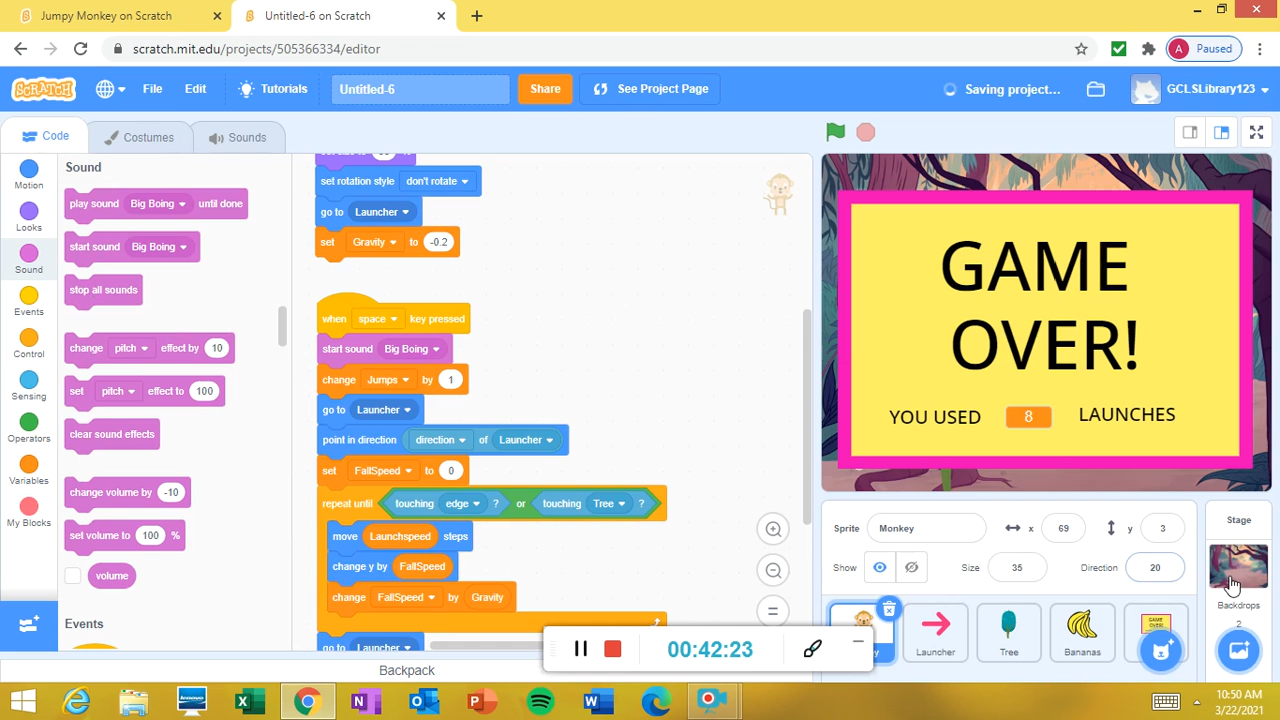 Jumpy Monkey on Scratch
Untitled-6 on Scratch
scratch.mit.edu/projects/505366334/editor
A Paused
SCRATCH
File Edit Tutorials Untitled-6 Share See Project Page Saving project... GCLSLibrary123
Code Costumes Sounds
Motion
Looks
Sound
Events
Control
Sensing
Operators
Variables
My Blocks
Sound
play sound Big Boing until done
start sound Big Boing
stop all sounds
change pitch effect by 10
set pitch effect to 100
clear sound effects
change volume by -10
set volume to 100 %
volume
Events
set rotation style don't rotate
go to Launcher
set Gravity to -0.2
when space key pressed
start sound Big Boing
change Jumps by 1
go to Launcher
point in direction direction of Launcher
set FallSpeed to 0
repeat until touching edge ? or touching Tree ?
move Launchspeed steps
change y by FallSpeed
change FallSpeed by Gravity
go to Launcher
Backpack
GAME
OVER!
YOU USED 8 LAUNCHES
Sprite Monkey x 69 y 3
Show Size 35 Direction 20
Launcher
Tree
Bananas
GAME
OVER!
Stage
Backdrops
2
00:42:23
10:50 AM
3/22/2021